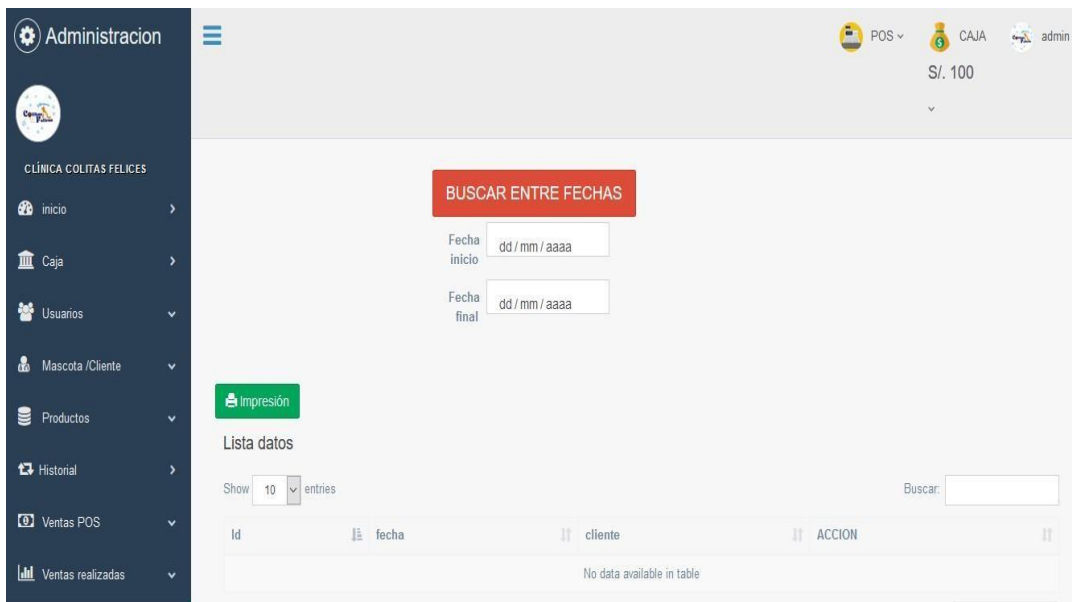 Administracion
CLÍNICA COLITAS FELICES
inicio
Caja
Usuarios
Mascota /Cliente
Productos
Historial
Ventas POS
Ventas realizadas
POS
CAJA
admin
S/. 100
BUSCAR ENTRE FECHAS
Fecha
inicio
dd / mm / aaaa
Fecha
final
dd / mm / aaaa
Impresión
Lista datos
Show 10 entries
Buscar:
Id fecha cliente ACCION
No data available in table